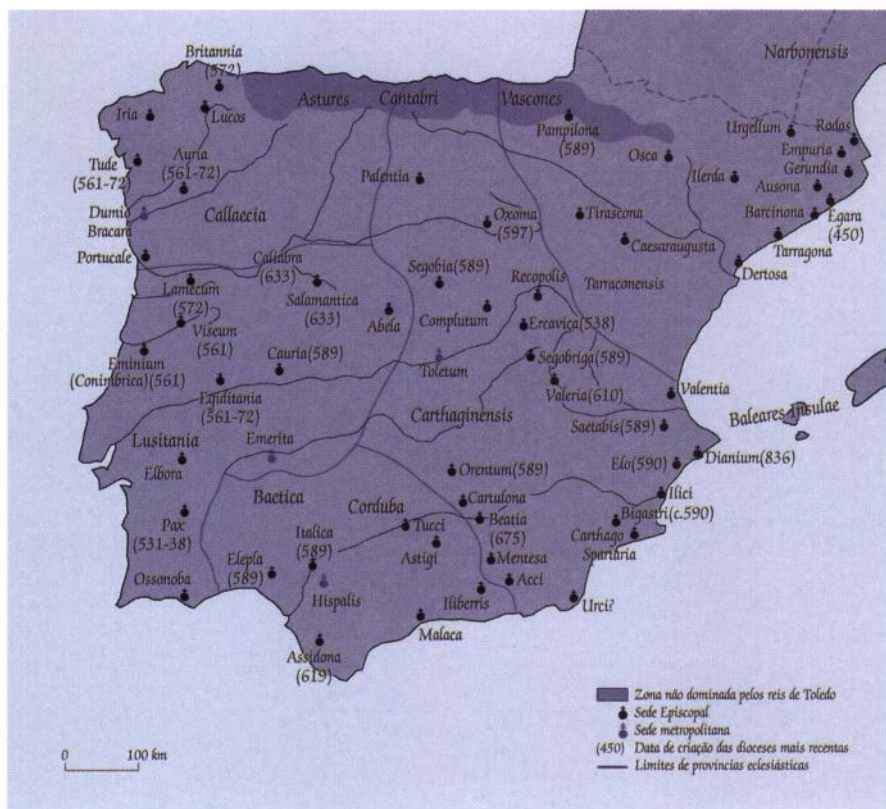 Britannia
(572)
Narbonensis
Astures
Cantabri
Vascones
Iria
Lucos
Pampilona
(589)
Urgellum
Rodas
Empuria
Gerundia
Osca
Ilerda
Ausona
Tude
(561-72)
Auria
(561-72)
Palentia
Dumio
Bracara
Callaecia
Oxoma
(597)
Tirascona
Barcinona
Egara
(450)
Caesaraugusta
Tarragona
Portucale
Caliabra
(633)
Segobia(589)
Recopolis
Tarraconensis
Dertosa
Lamecum
(572)
Salamantica
(633)
Abela
Complutum
Ercavica(538)
Viseum
(561)
Eminium
(Conimbrica)(561)
Cauria(589)
Toletum
Segobriga(589)
Egiditania
(561-72)
Valeria(610)
Valentia
Carthaginensis
Baleares Insulae
Saetabis(589)
Lusitania
Emerita
Elbora
Orentum(589)
Elo(590)
Dianium(836)
Baetica
Corduba
Cartulona
Ilici
Pax
(531-38)
Italica
(589)
Tucci
Beatia
(675)
Bigastri(c.590)
Carthago
Spartaria
Elepla
(589)
Astigi
Mentesa
Ossonoba
Hispalis
Iliberris
Acci
Urci?
Malaca
Assidona
(619)
Zona não dominada pelos reis de Toledo
Sede Episcopal
Sede metropolitana
(450) Data de criação das dioceses mais recentes
Limites de províncias eclesiásticas
0 100 km